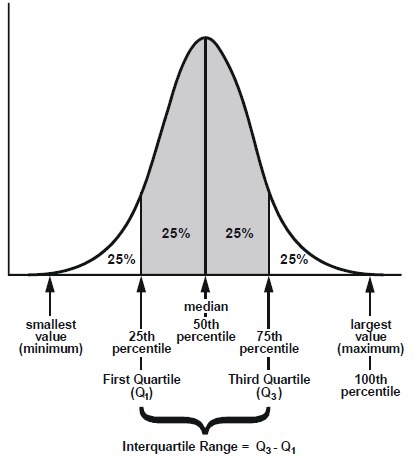 25%
25%
25%
25%
smallest
value
(minimum)
25th
percentile
First Quartile
(Q1)
median
50th
percentile
75th
percentile
Third Quartile
(Q3)
largest
value
(maximum)
100th
percentile
Interquartile Range = Q3 - Q1